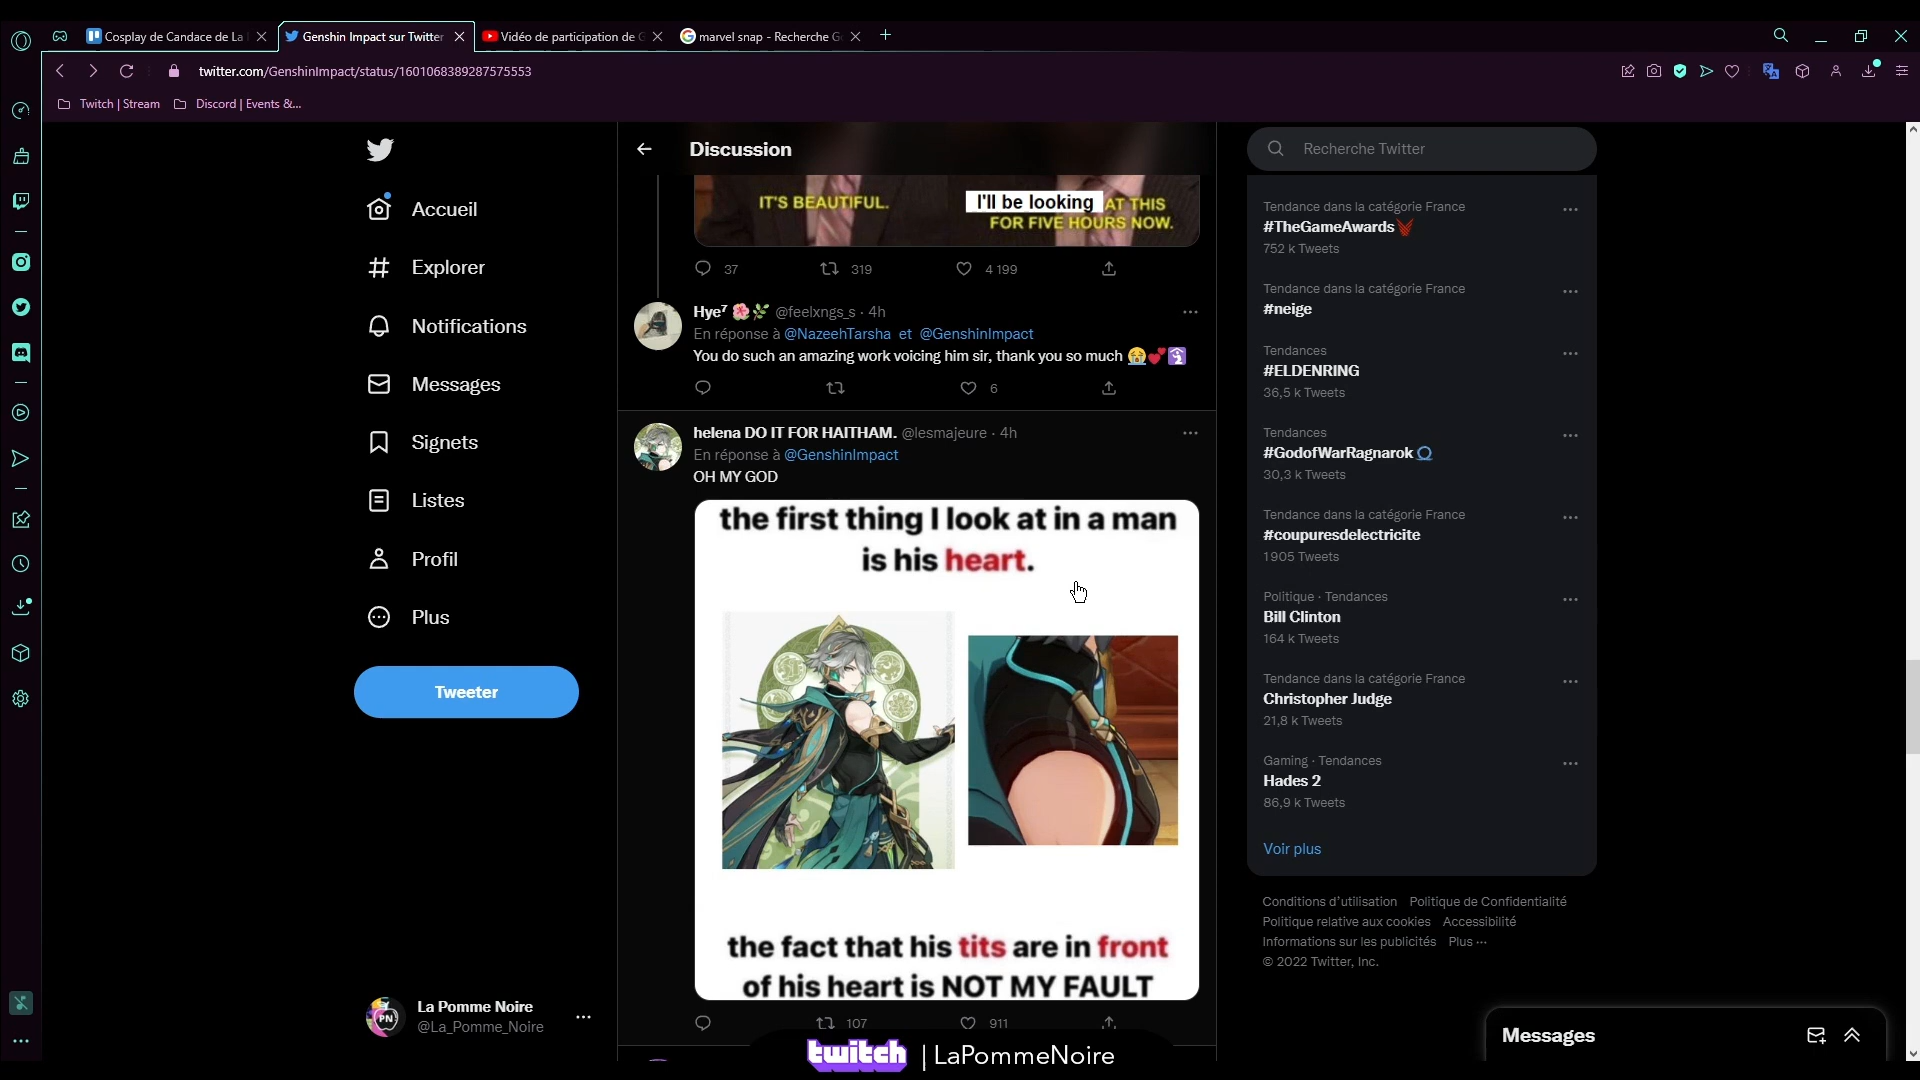 Cosplay de Candace de La
Genshin Impact sur Twitter
Vidéo de participation de G
marvel snap - Recherche G
twitter.com/GenshinImpact/status/1601068389287575553
Twitch | Stream
Discord | Events &...
Accueil
Explorer
Notifications
Messages
Signets
Listes
Profil
Plus
Tweeter
La Pomme Noire
@La_Pomme_Noire
Discussion
IT'S BEAUTIFUL.
I'll be looking AT THIS
FOR FIVE HOURS NOW.
37
319
4 199
Hye⁷ @feelxngs_s · 4h
En réponse à @NazeehTarsha et @GenshinImpact
You do such an amazing work voicing him sir, thank you so much
6
helena DO IT FOR HAITHAM. @lesmajeure · 4h
En réponse à @GenshinImpact
OH MY GOD
the first thing I look at in a man
is his heart.
the fact that his tits are in front
of his heart is NOT MY FAULT
107
911
twitch | LaPommeNoire
Recherche Twitter
Tendance dans la catégorie France
#TheGameAwards
752 k Tweets
Tendance dans la catégorie France
#neige
Tendances
#ELDENRING
36,5 k Tweets
Tendances
#GodofWarRagnarok
30,3 k Tweets
Tendance dans la catégorie France
#coupuresdelectricite
1 905 Tweets
Politique · Tendances
Bill Clinton
164 k Tweets
Tendance dans la catégorie France
Christopher Judge
21,8 k Tweets
Gaming · Tendances
Hades 2
86,9 k Tweets
Voir plus
Conditions d'utilisation Politique de Confidentialité
Politique relative aux cookies Accessibilité
Informations sur les publicités Plus ···
© 2022 Twitter, Inc.
Messages